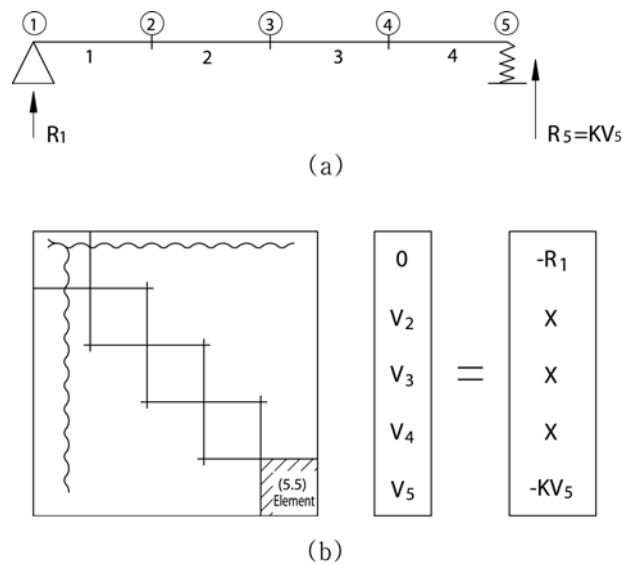 ① ② ③ ④ ⑤
1 2 3 4
R₁ R₅=KV₅
(a)
0 -R₁
V₂ X
V₃ = X
V₄ X
(5.5)
Element V₅ -KV₅
(b)